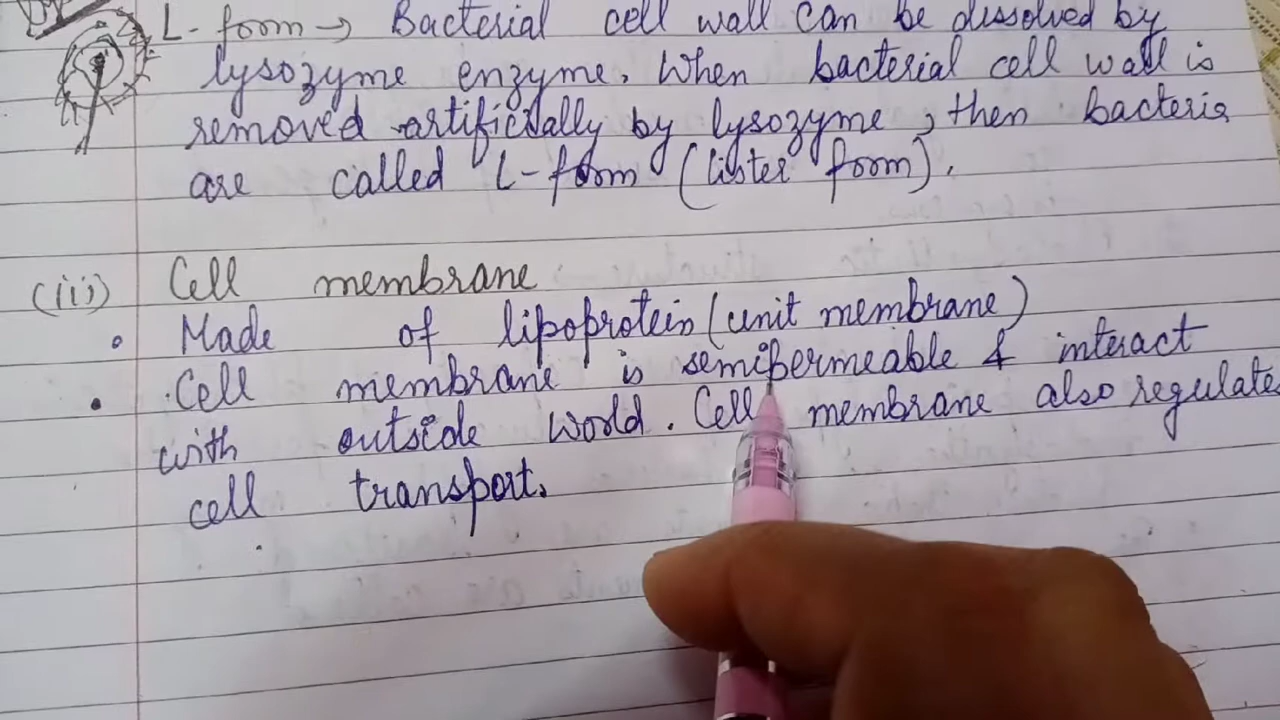 L-form → Bacterial cell wall can be dissolved by
lysozyme enzyme. When bacterial cell wall is
removed artificially by lysozyme, then bacteria
are called L-form (lister form).
(iii) Cell membrane
• Made of lipoprotein (unit membrane)
• Cell membrane is semipermeable & interact
with outside world. Cell membrane also regulate
cell transport.